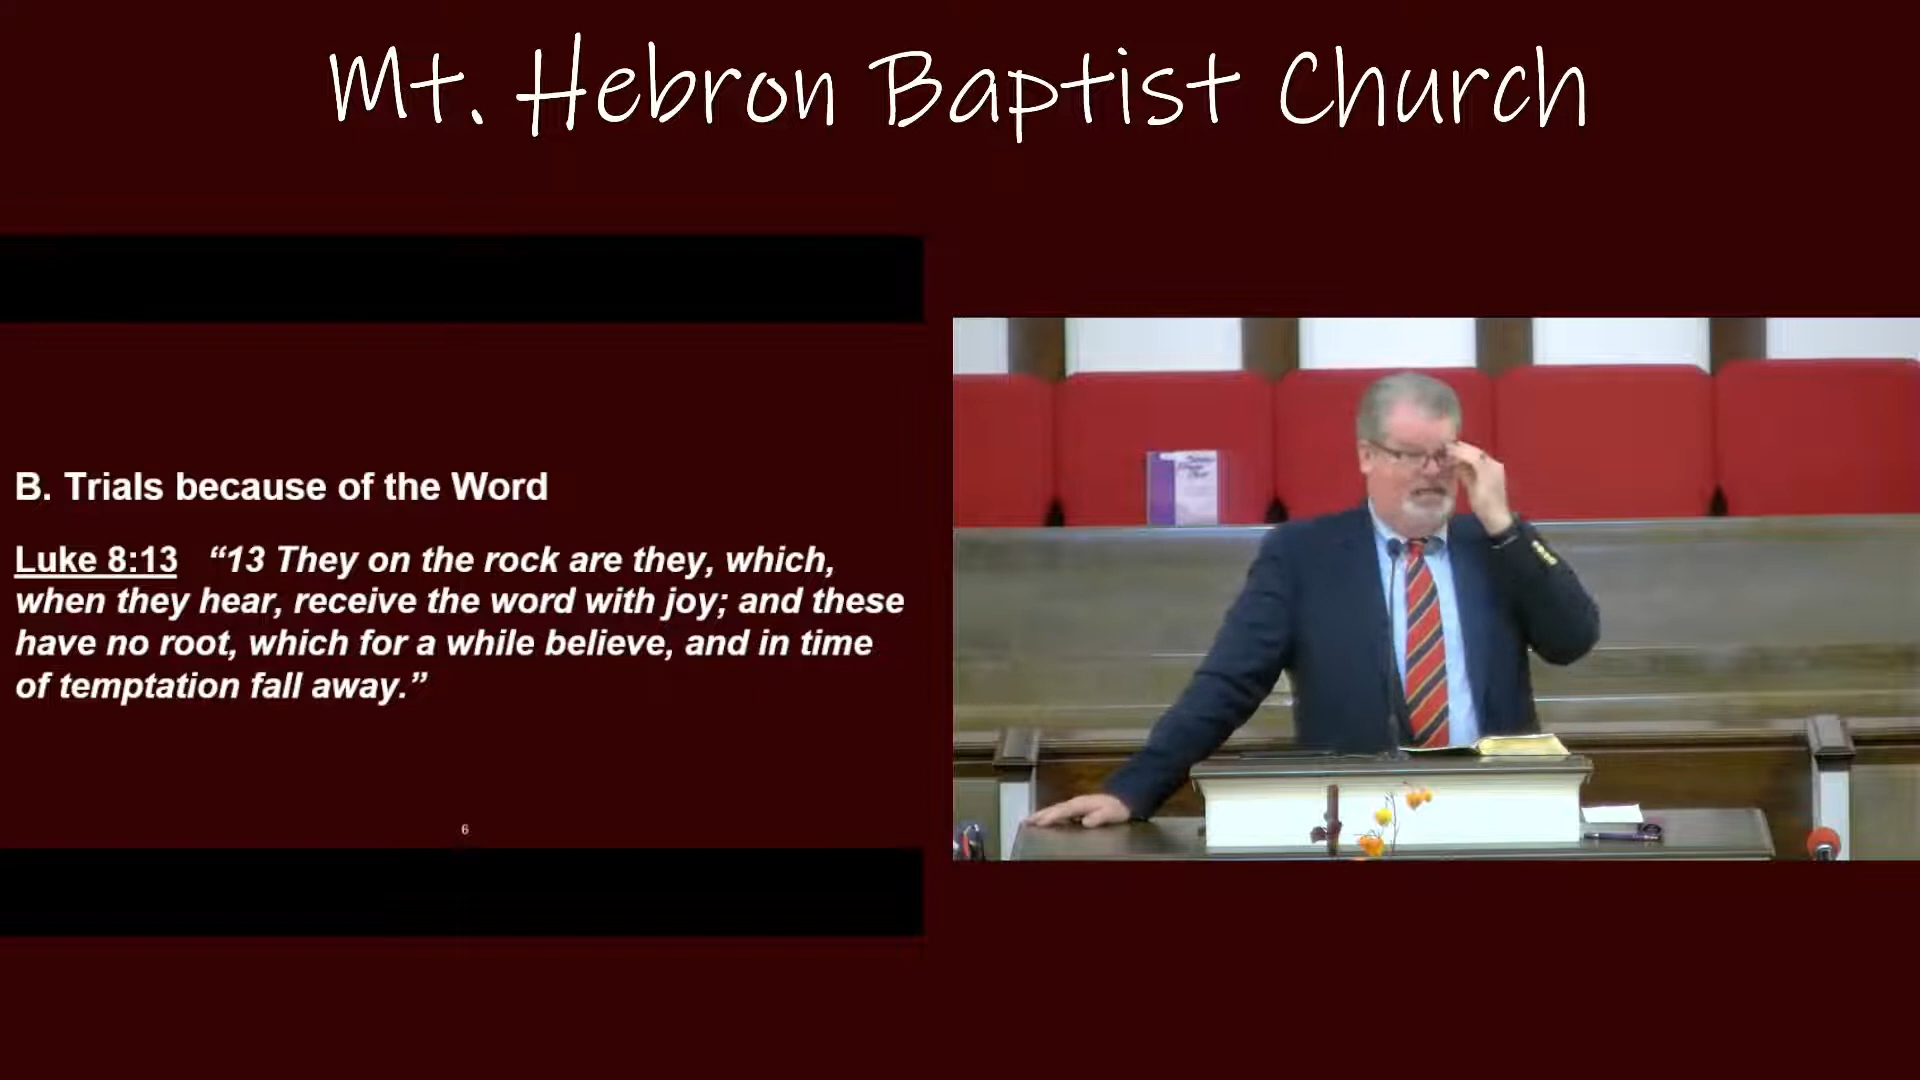 Mt. Hebron Baptist Church
B. Trials because of the Word
Luke 8:13 “13 They on the rock are they, which,
when they hear, receive the word with joy; and these
have no root, which for a while believe, and in time
of temptation fall away.”
6